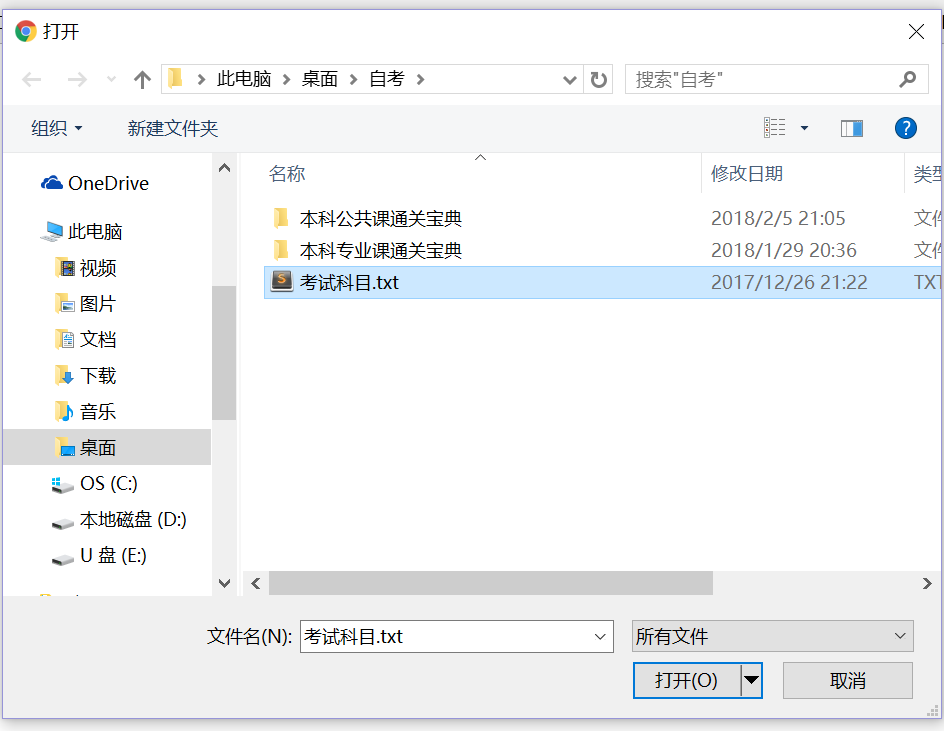 打开
此电脑 桌面 自考
搜索"自考"
组织 新建文件夹
名称 修改日期 类型
本科公共课通关宝典 2018/2/5 21:05 文件
本科专业课通关宝典 2018/1/29 20:36 文件
考试科目.txt 2017/12/26 21:22 TXT
OneDrive
此电脑
视频
图片
文档
下载
音乐
桌面
OS (C:)
本地磁盘 (D:)
U 盘 (E:)
文件名(N): 考试科目.txt 所有文件
打开(O) 取消